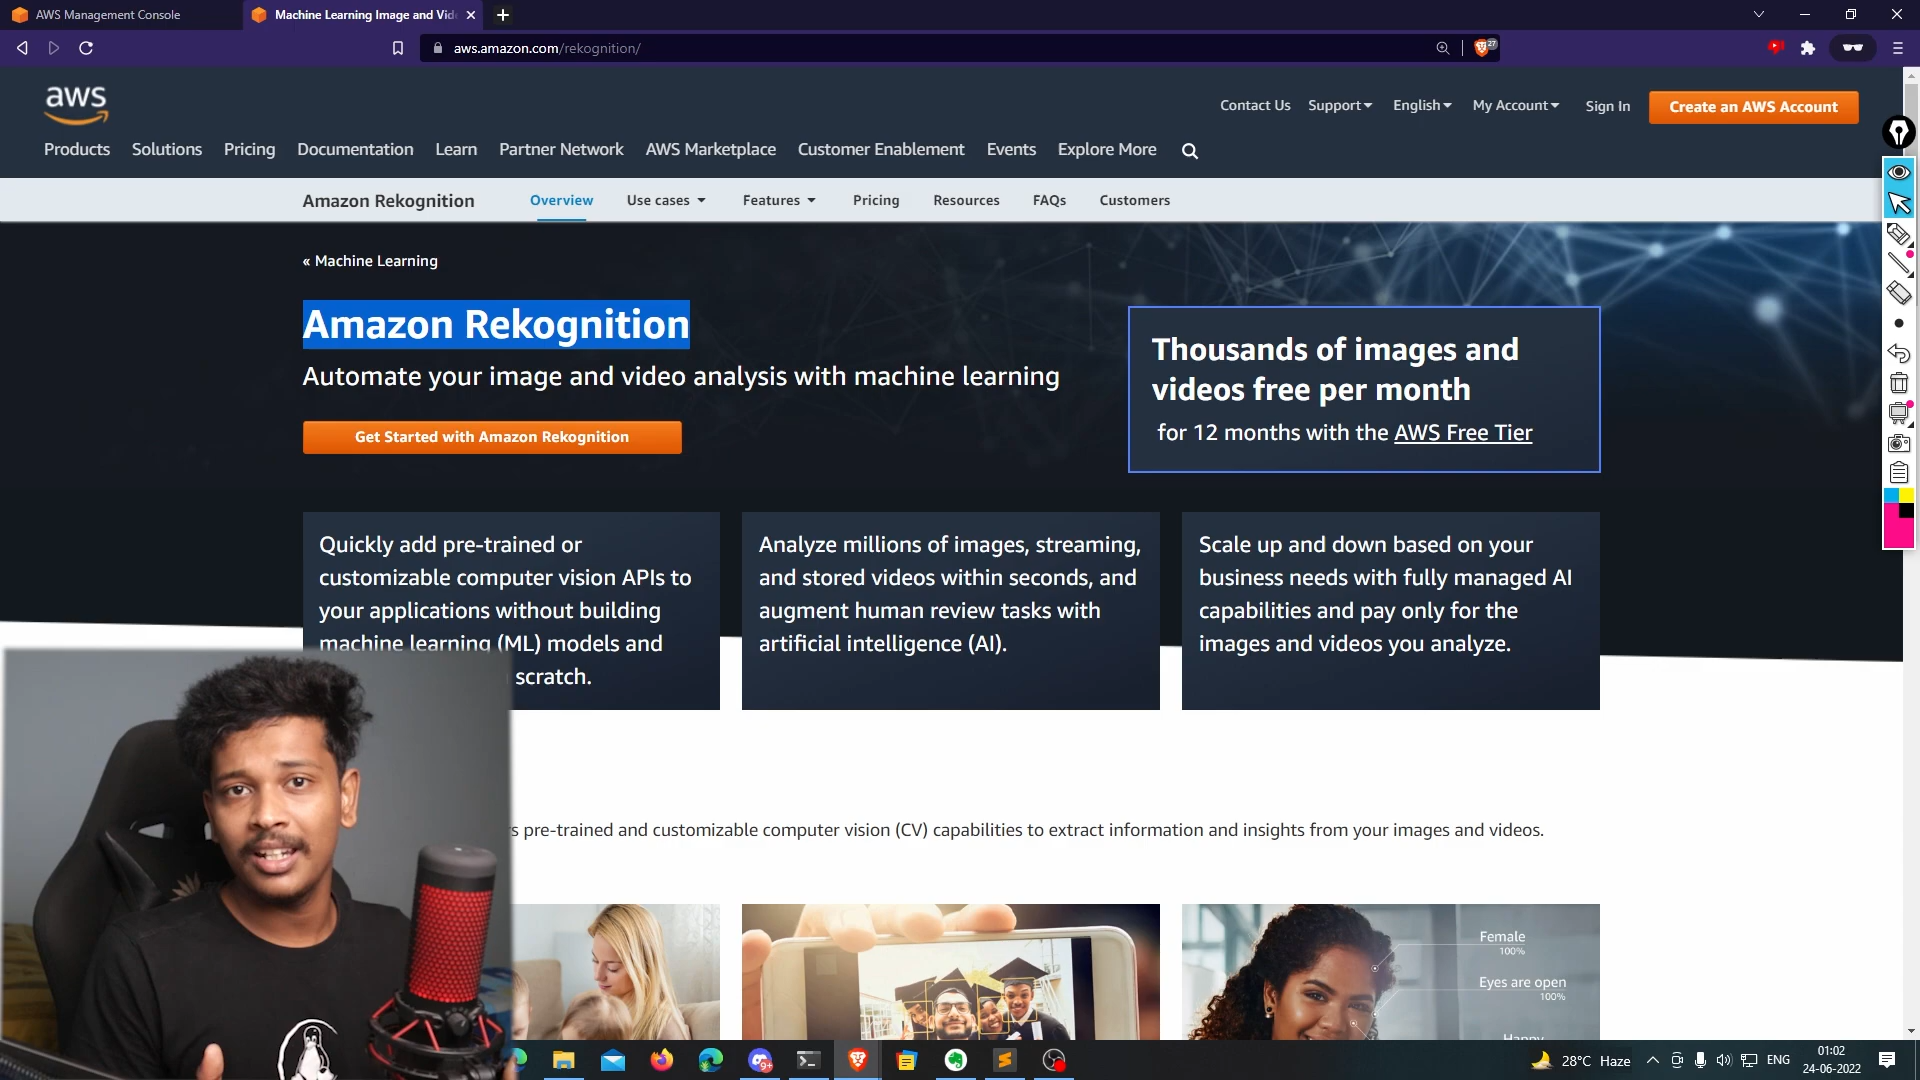 AWS Management Console
Machine Learning Image and Vide
aws.amazon.com/rekognition/
27
aws
Contact Us
Support
English
My Account
Sign In
Create an AWS Account
Products
Solutions
Pricing
Documentation
Learn
Partner Network
AWS Marketplace
Customer Enablement
Events
Explore More
Amazon Rekognition
Overview
Use cases
Features
Pricing
Resources
FAQs
Customers
« Machine Learning
Amazon Rekognition
Automate your image and video analysis with machine learning
Get Started with Amazon Rekognition
Thousands of images and
videos free per month
for 12 months with the AWS Free Tier
Quickly add pre-trained or
customizable computer vision APIs to
your applications without building
machine learning (ML) models and
scratch.
Analyze millions of images, streaming,
and stored videos within seconds, and
augment human review tasks with
artificial intelligence (AI).
Scale up and down based on your
business needs with fully managed AI
capabilities and pay only for the
images and videos you analyze.
s pre-trained and customizable computer vision (CV) capabilities to extract information and insights from your images and videos.
Female
100%
Eyes are open
100%
Happy
9+
28°C Haze
ENG
01:02
24-06-2022